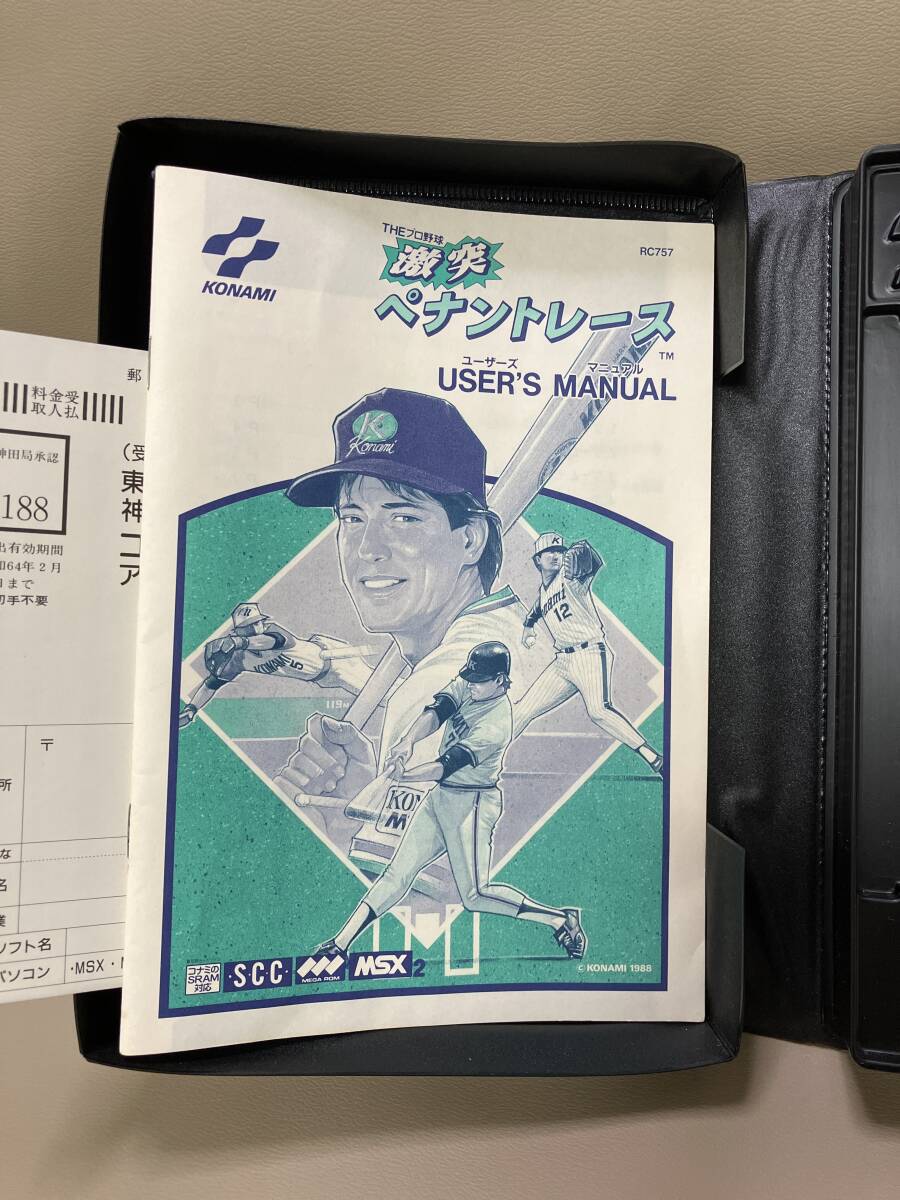 KONAMI
THEプロ野球
激突
ペナントレース
TM
RC757
ユーザーズ マニュアル
USER'S MANUAL
K
Konami
K
12
KONAMI 5
119M
K
コナミの
SRAM
対応
・SCC・
MEGA ROM
MSX2
© KONAMI 1988
郵
料金受
取人払
神田局承認
188
出有効期間
64年2月
まで
切手不要
(受
東
神
〒
所
な
名
業
ソフト名
パソコン
・MSX・